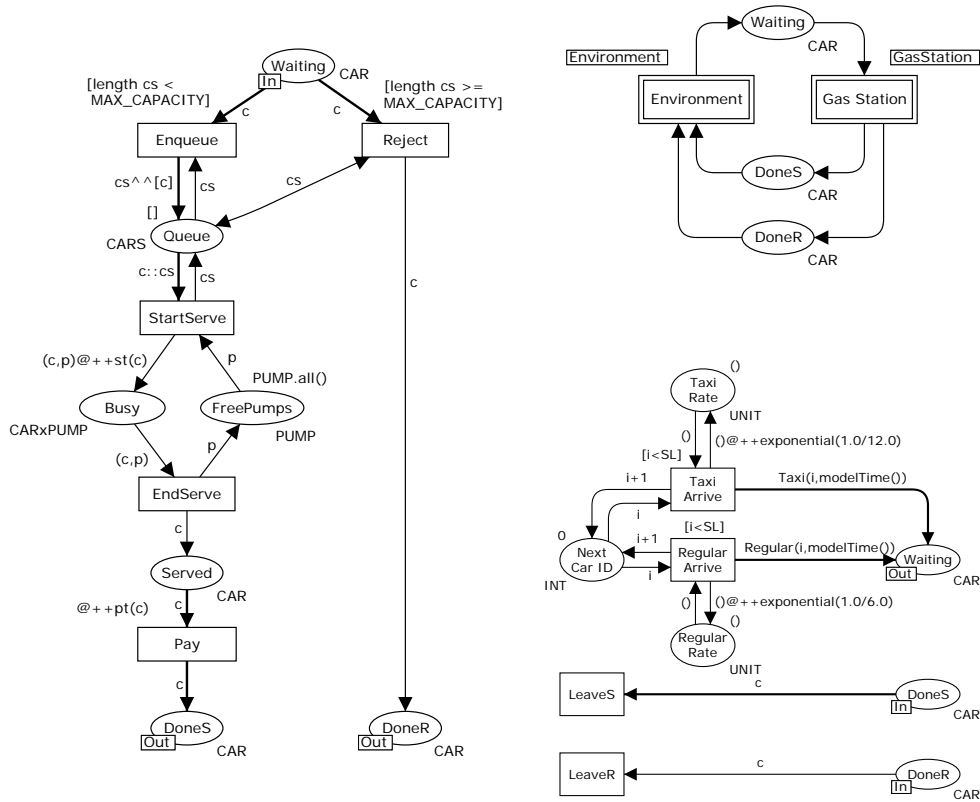 Waiting
In
CAR
[length cs <
MAX_CAPACITY]
[length cs >=
MAX_CAPACITY]
c
c
Enqueue
Reject
cs^^[c]
cs
cs
[]
Queue
CARS
c::cs
cs
c
StartServe
(c,p)@++st(c)
p
PUMP.all()
Busy
FreePumps
CARxPUMP
PUMP
(c,p)
p
EndServe
c
Served
CAR
@++pt(c)
c
Pay
c
DoneS
Out
CAR
DoneR
Out
CAR
Waiting
CAR
Environment
GasStation
Environment
Gas Station
DoneS
CAR
DoneR
CAR
()
Taxi
Rate
UNIT
()
()@++exponential(1.0/12.0)
[i<SL]
i+1
Taxi
Arrive
Taxi(i,modelTime())
i
[i<SL]
0
i+1
Next
Car ID
Regular
Arrive
Regular(i,modelTime())
Waiting
Out
CAR
i
INT
()
()@++exponential(1.0/6.0)
()
Regular
Rate
UNIT
c
LeaveS
DoneS
In
CAR
c
LeaveR
DoneR
In
CAR